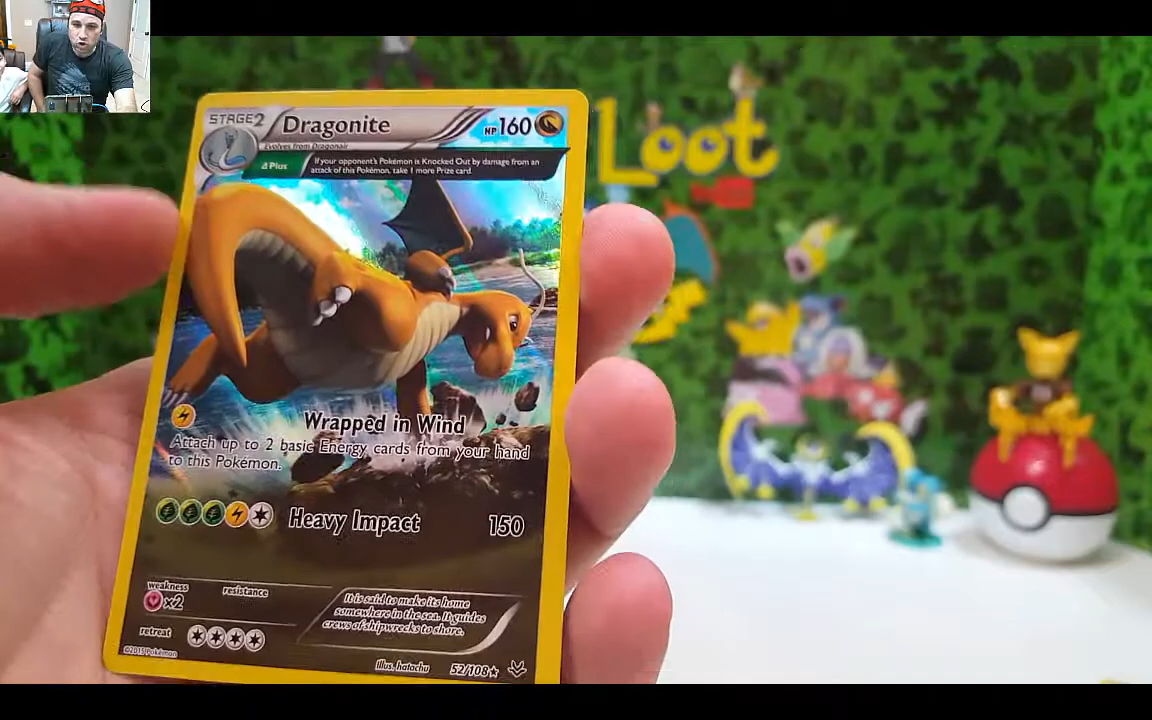 STAGE2 Dragonite HP 160
Evolves from Dragonair
Δ Plus If your opponent's Pokémon is Knocked Out by damage from an
attack of this Pokémon, take 1 more Prize card.
Loot
Wrapped in Wind
Attach up to 2 basic Energy cards from your hand
to this Pokémon.
Heavy Impact 150
weakness resistance
x2
It is said to make its home
somewhere in the sea. It guides
crews of shipwrecks to shore.
retreat
©2015 Pokémon
Illus. hatachu 52/108★